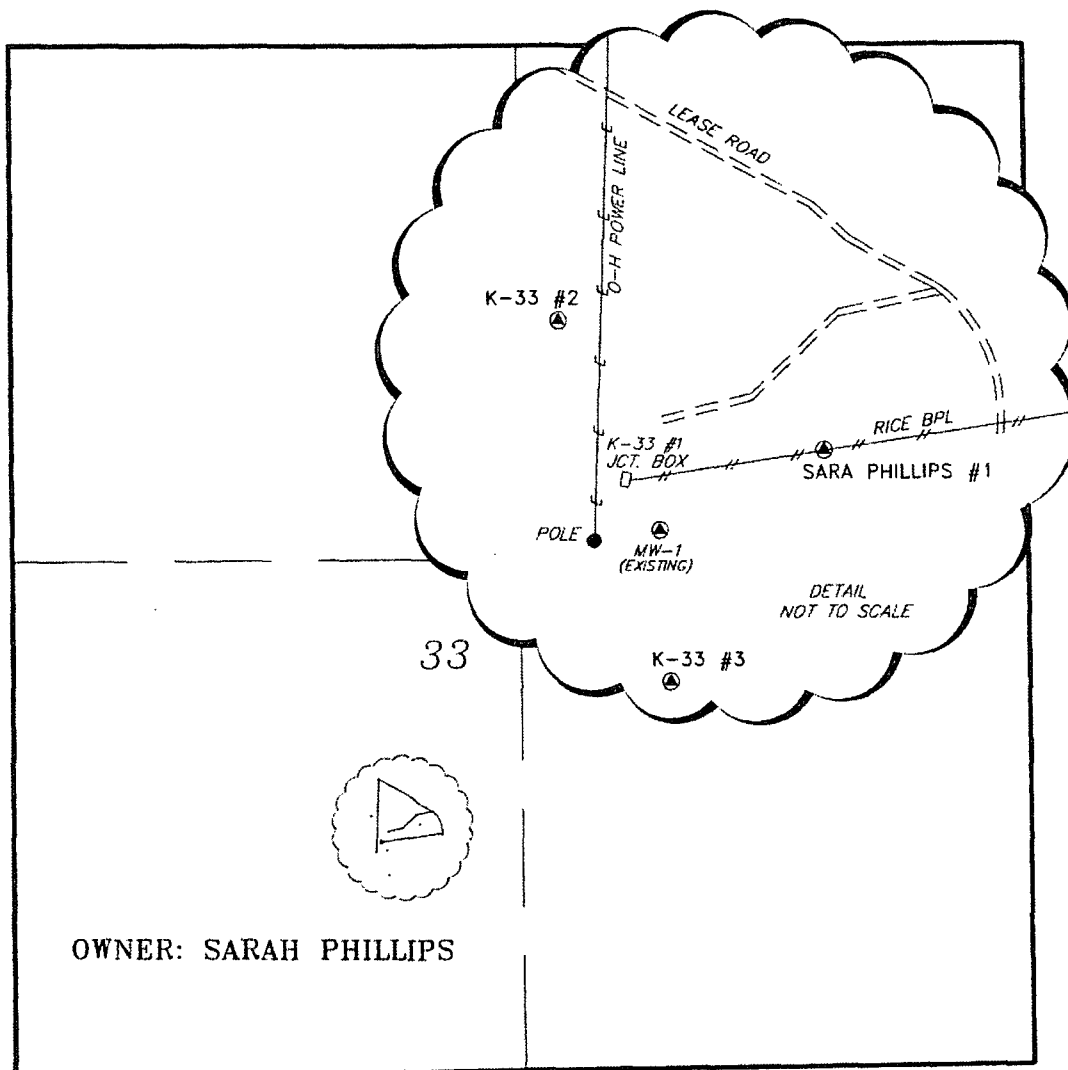 LEASE ROAD
O-H POWER LINE
K-33 #2
RICE BPL
K-33 #1
JCT. BOX
SARA PHILLIPS #1
POLE
MW-1
(EXISTING)
DETAIL
NOT TO SCALE
33
K-33 #3
OWNER: SARAH PHILLIPS